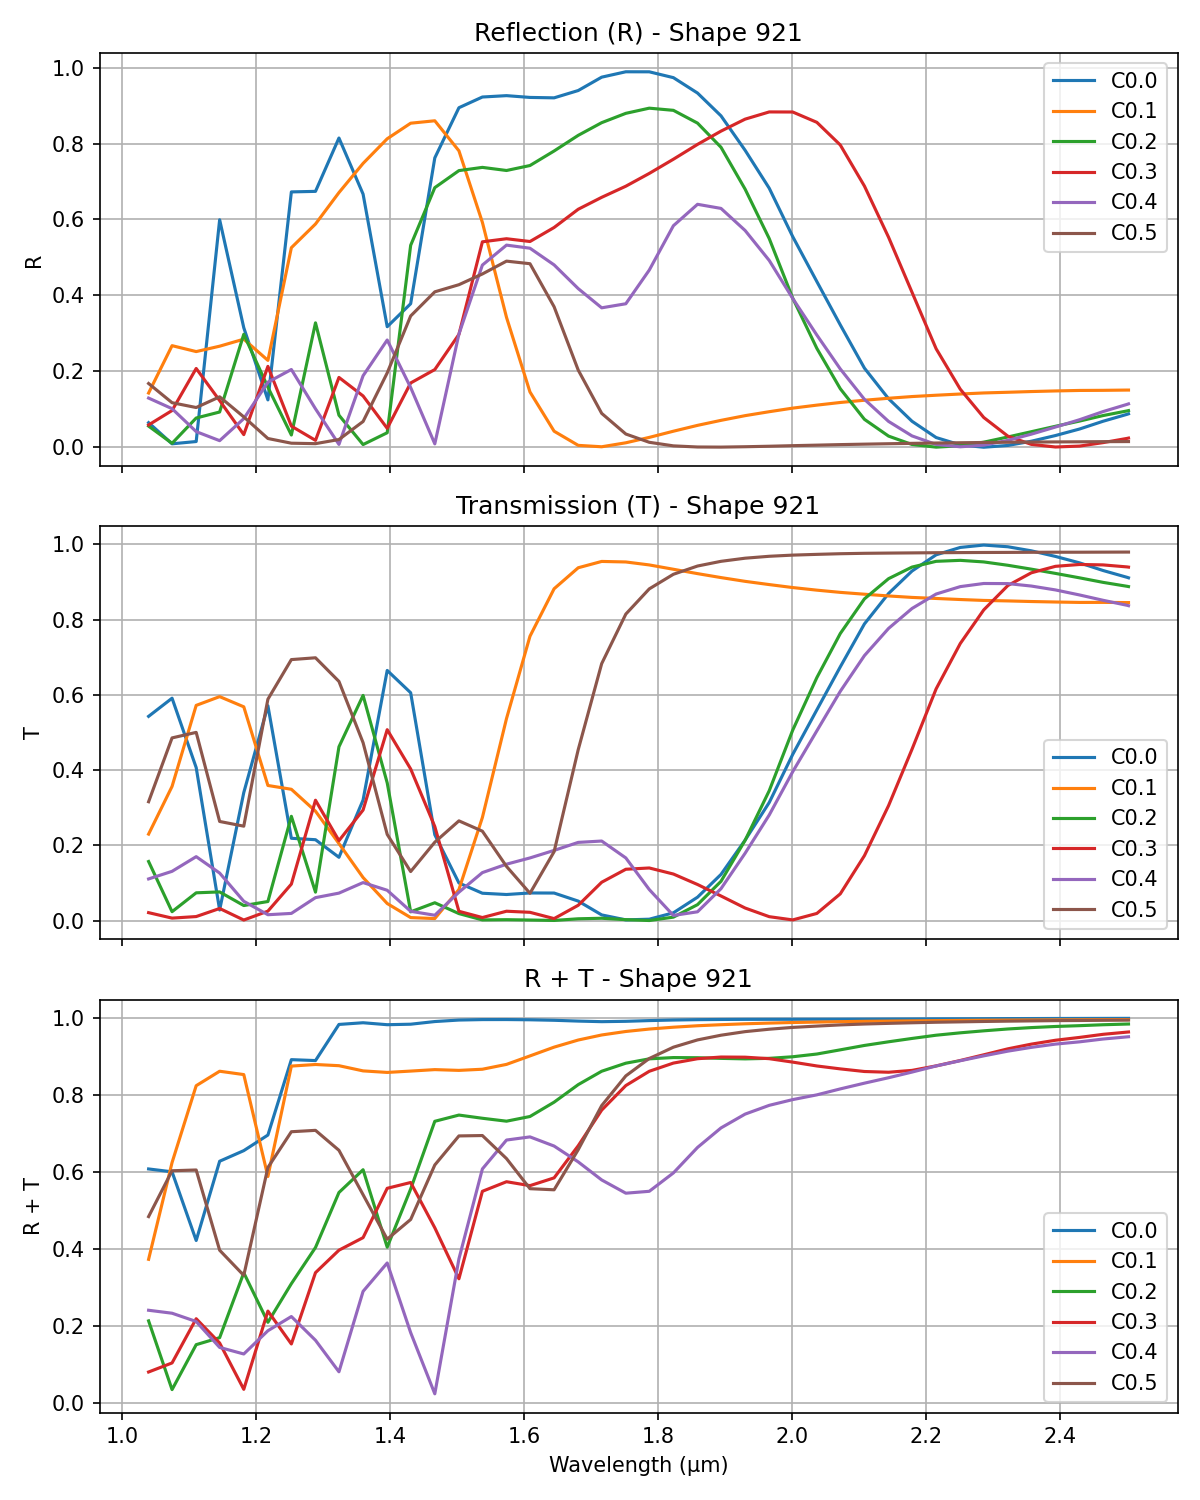 Reflection (R) - Shape 921
1.0
0.8
0.6
0.4
0.2
0.0
R
C0.0
C0.1
C0.2
C0.3
C0.4
C0.5
Transmission (T) - Shape 921
1.0
0.8
0.6
0.4
0.2
0.0
T
C0.0
C0.1
C0.2
C0.3
C0.4
C0.5
R + T - Shape 921
1.0
0.8
0.6
0.4
0.2
0.0
R + T
C0.0
C0.1
C0.2
C0.3
C0.4
C0.5
1.0 1.2 1.4 1.6 1.8 2.0 2.2 2.4
Wavelength (μm)